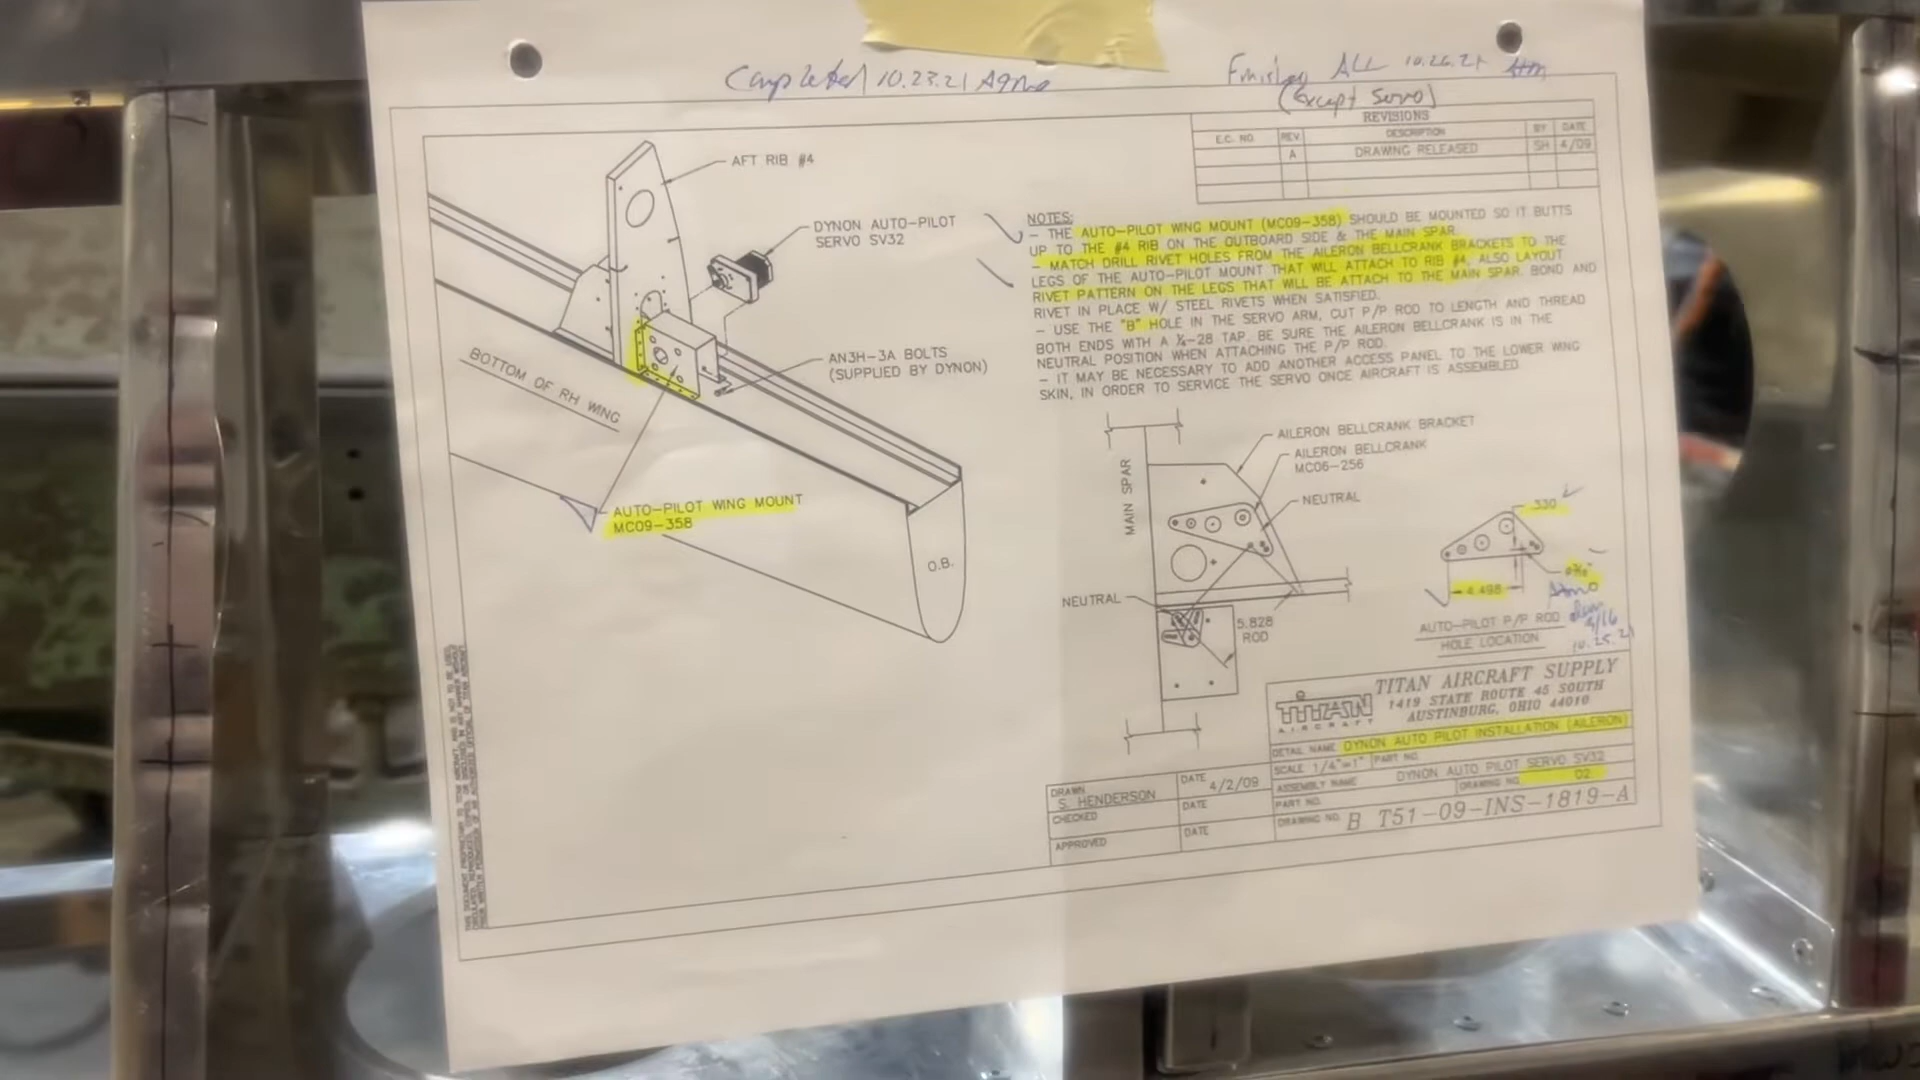 Completed 10.23.21
Finishing ALL 10.26.21
(Except Servo)
REVISIONS
E.C. NO. REV. DESCRIPTION BY DATE
A DRAWING RELEASED SH 4/09
AFT RIB #4
DYNON AUTO-PILOT
SERVO SV32
AN3H-3A BOLTS
(SUPPLIED BY DYNON)
BOTTOM OF RH WING
AUTO-PILOT WING MOUNT
MC09-358
O.B.
NOTES:
- THE AUTO-PILOT WING MOUNT (MC09-358) SHOULD BE MOUNTED SO IT BUTTS
UP TO THE #4 RIB ON THE OUTBOARD SIDE & THE MAIN SPAR.
- MATCH DRILL RIVET HOLES FROM THE AILERON BELLCRANK BRACKETS TO THE
LEGS OF THE AUTO-PILOT MOUNT THAT WILL ATTACH TO RIB #4. ALSO LAYOUT
RIVET PATTERN ON THE LEGS THAT WILL BE ATTACH TO THE MAIN SPAR. BOND AND
RIVET IN PLACE W/ STEEL RIVETS WHEN SATISFIED.
- USE THE "B" HOLE IN THE SERVO ARM, CUT P/P ROD TO LENGTH AND THREAD
BOTH ENDS WITH A ¼-28 TAP. BE SURE THE AILERON BELLCRANK IS IN THE
NEUTRAL POSITION WHEN ATTACHING THE P/P ROD.
- IT MAY BE NECESSARY TO ADD ANOTHER ACCESS PANEL TO THE LOWER WING
SKIN, IN ORDER TO SERVICE THE SERVO ONCE AIRCRAFT IS ASSEMBLED
AILERON BELLCRANK BRACKET
AILERON BELLCRANK
MC06-256
NEUTRAL
MAIN SPAR
NEUTRAL
5.828
ROD
.330
4.498
AUTO-PILOT P/P ROD
HOLE LOCATION
3/16
10.25.21
TITAN
AIRCRAFT
TITAN AIRCRAFT SUPPLY
1419 STATE ROUTE 45 SOUTH
AUSTINBURG, OHIO 44010
DETAIL NAME DYNON AUTO PILOT INSTALLATION (AILERON)
SCALE 1/4"=1" PART NO.
ASSEMBLY NAME DYNON AUTO PILOT SERVO SV32
PART NO. DRAWING NO. 02
DRAWING NO. B T51-09-INS-1819-A
DRAWN S. HENDERSON DATE 4/2/09
CHECKED DATE
APPROVED DATE